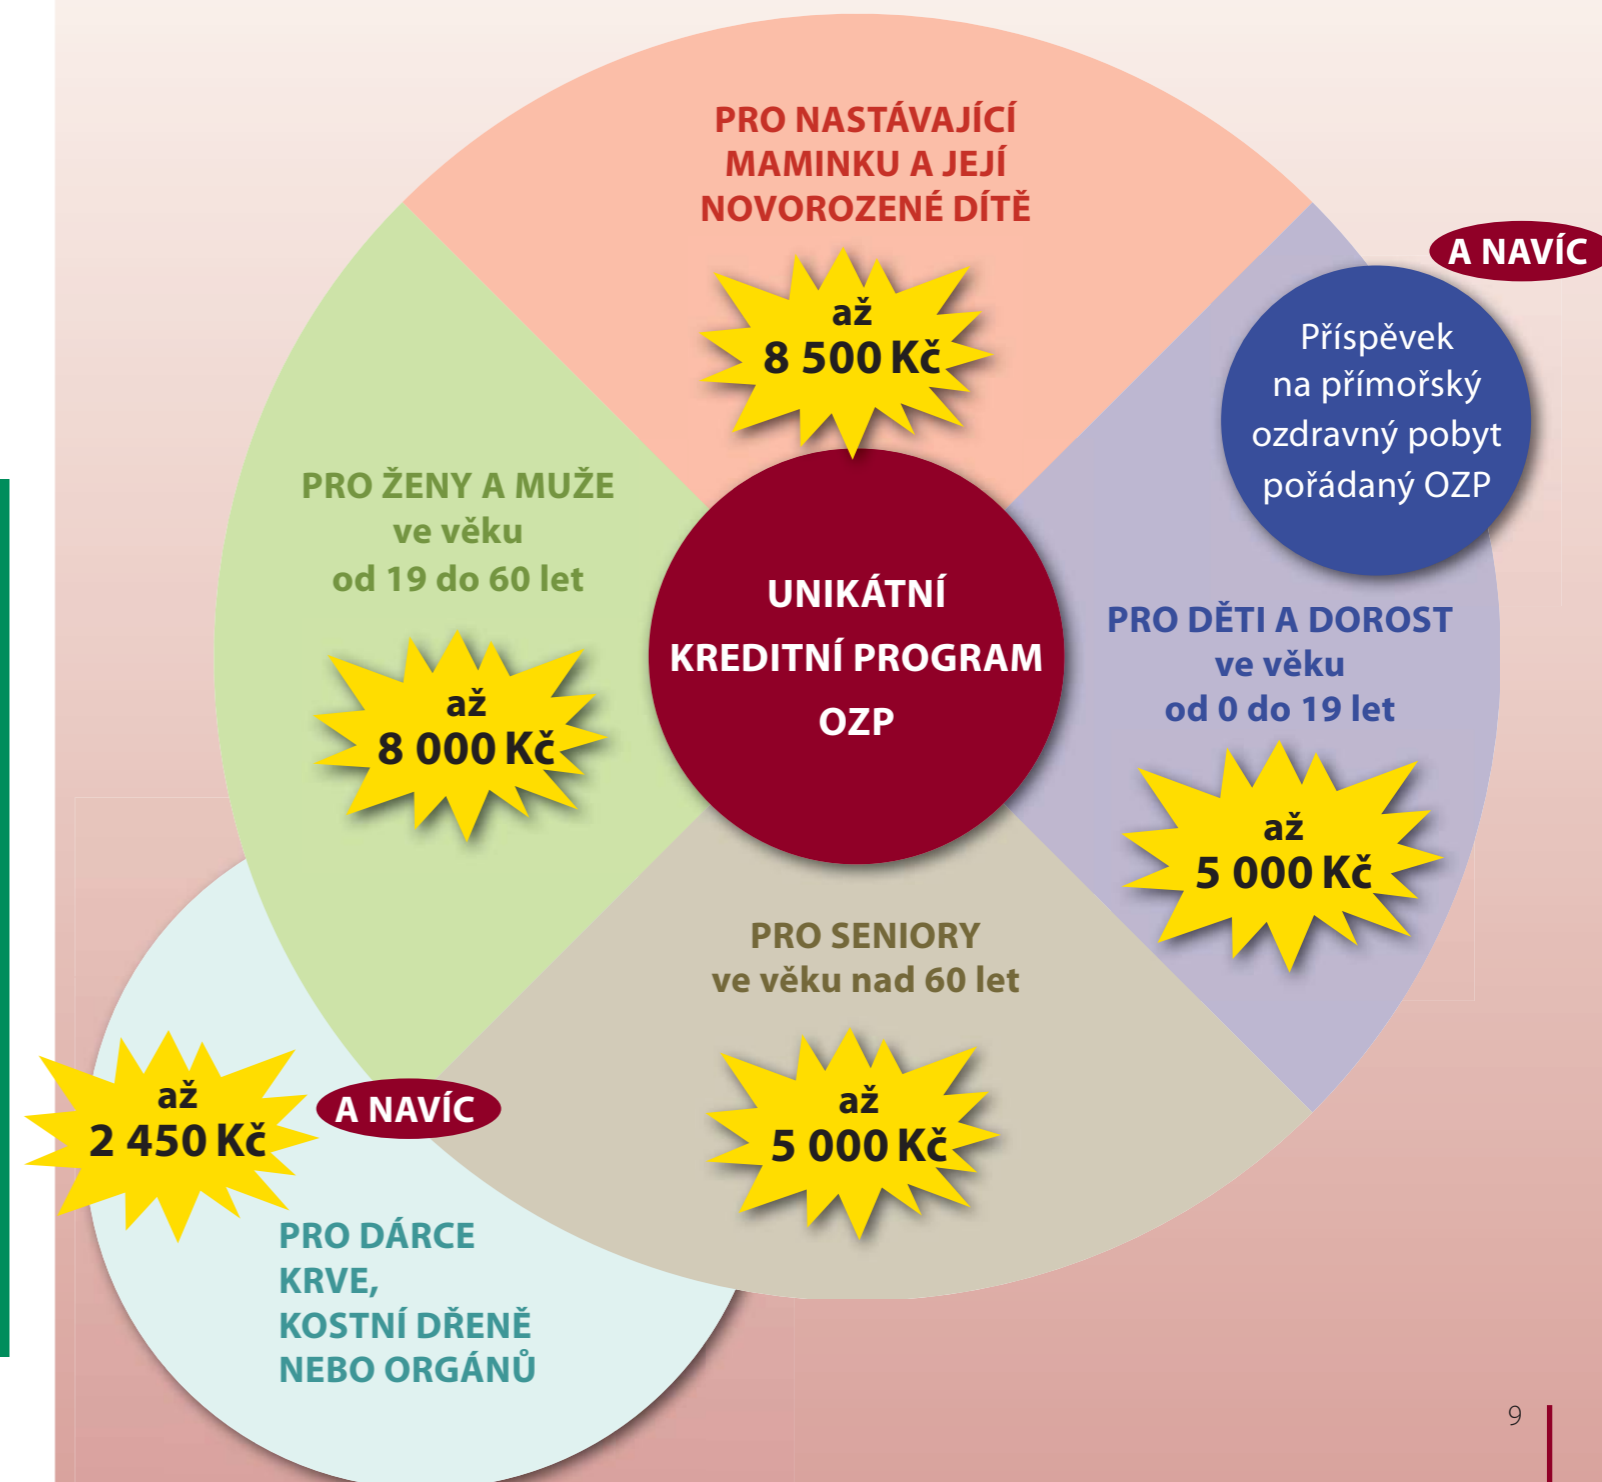 PRO NASTÁVAJÍCÍ
MAMINKU A JEJÍ
NOVOROZENÉ DÍTĚ
až
8 500 Kč
A NAVÍC
Příspěvek
na přímořský
ozdravný pobyt
pořádaný OZP
PRO ŽENY A MUŽE
ve věku
od 19 do 60 let
až
8 000 Kč
UNIKÁTNÍ
KREDITNÍ PROGRAM
OZP
PRO DĚTI A DOROST
ve věku
od 0 do 19 let
až
5 000 Kč
PRO SENIORY
ve věku nad 60 let
až
5 000 Kč
až
2 450 Kč
A NAVÍC
PRO DÁRCE
KRVE,
KOSTNÍ DŘENĚ
NEBO ORGÁNŮ
9